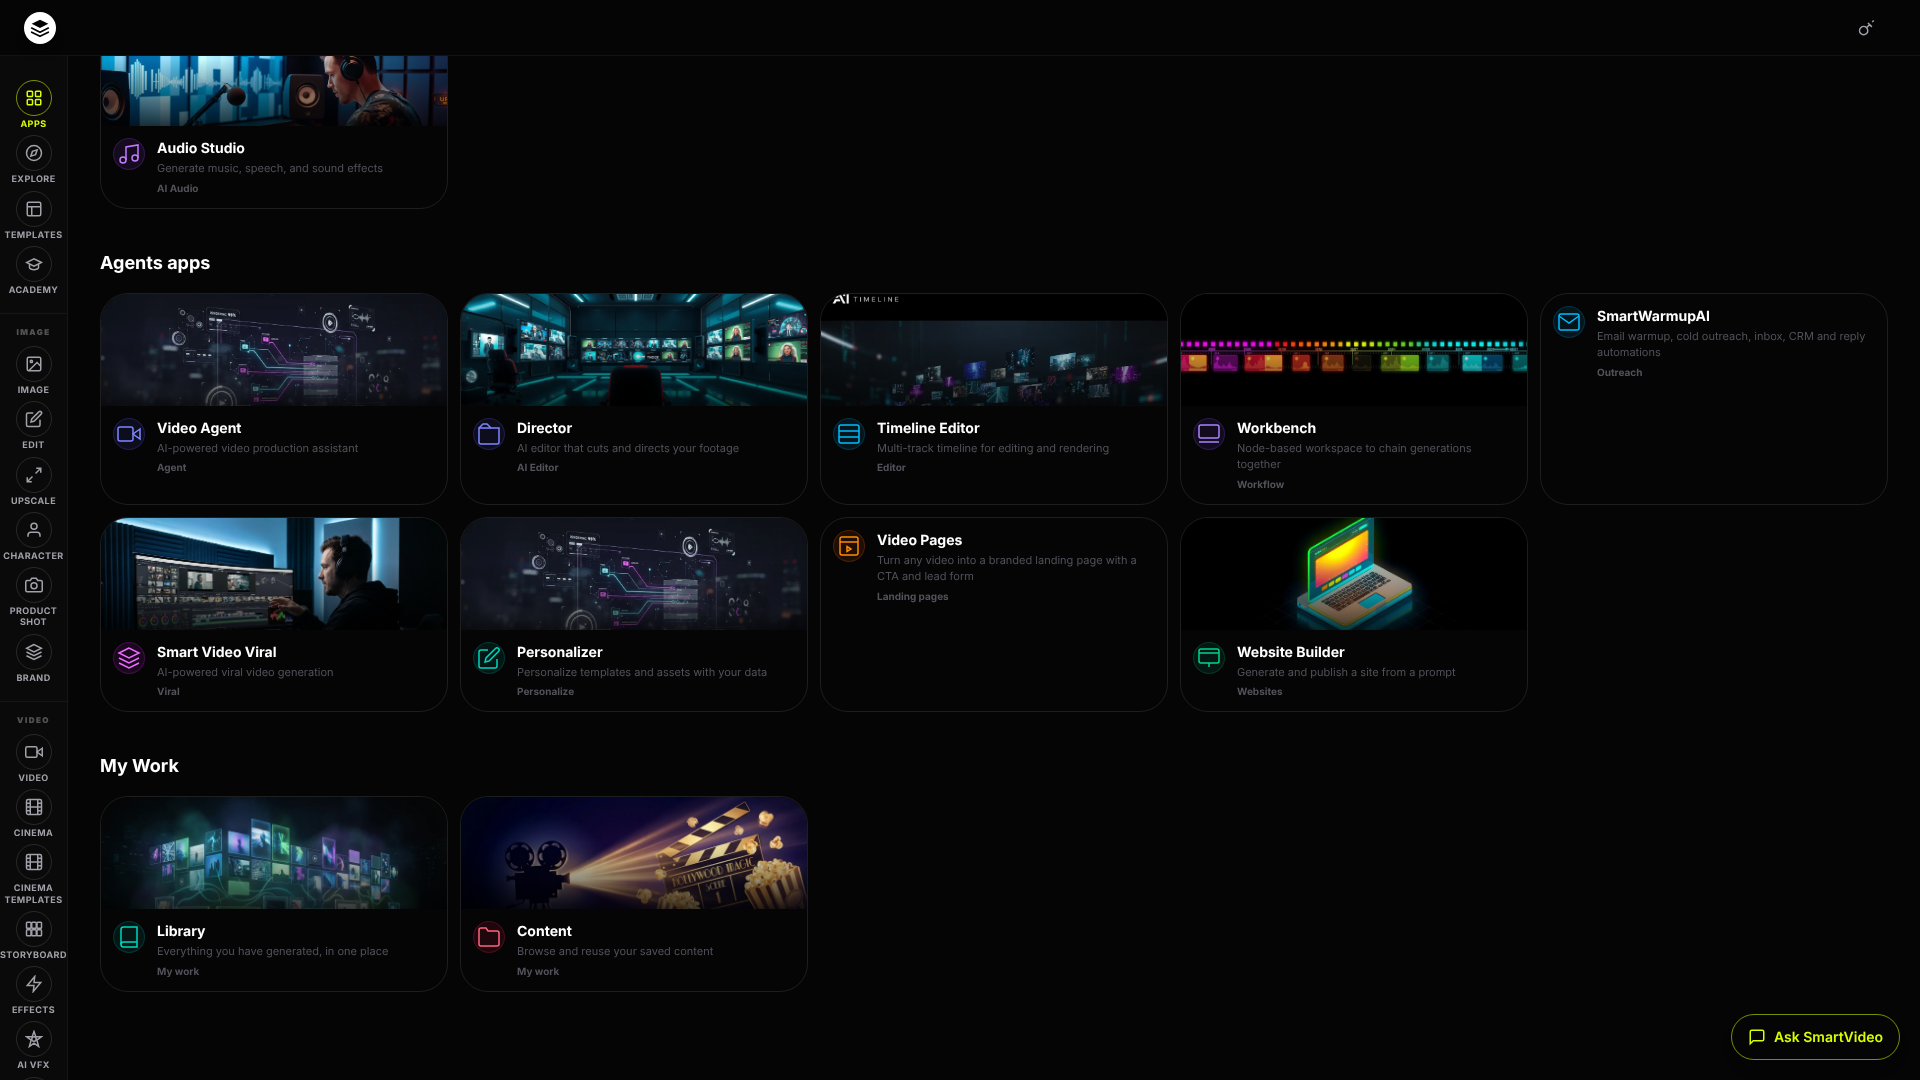 APPS
EXPLORE
TEMPLATES
ACADEMY
IMAGE
IMAGE
EDIT
UPSCALE
CHARACTER
PRODUCT
SHOT
BRAND
VIDEO
VIDEO
CINEMA
CINEMA
TEMPLATES
STORYBOARD
EFFECTS
AI VFX
Audio Studio
Generate music, speech, and sound effects
AI Audio
Agents apps
Video Agent
AI-powered video production assistant
Agent
Director
AI editor that cuts and directs your footage
AI Editor
AI TIMELINE
Timeline Editor
Multi-track timeline for editing and rendering
Editor
Workbench
Node-based workspace to chain generations
together
Workflow
SmartWarmupAI
Email warmup, cold outreach, inbox, CRM and reply
automations
Outreach
Smart Video Viral
AI-powered viral video generation
Viral
Personalizer
Personalize templates and assets with your data
Personalize
Video Pages
Turn any video into a branded landing page with a
CTA and lead form
Landing pages
Website Builder
Generate and publish a site from a prompt
Websites
My Work
Library
Everything you have generated, in one place
My work
Content
Browse and reuse your saved content
My work
Ask SmartVideo